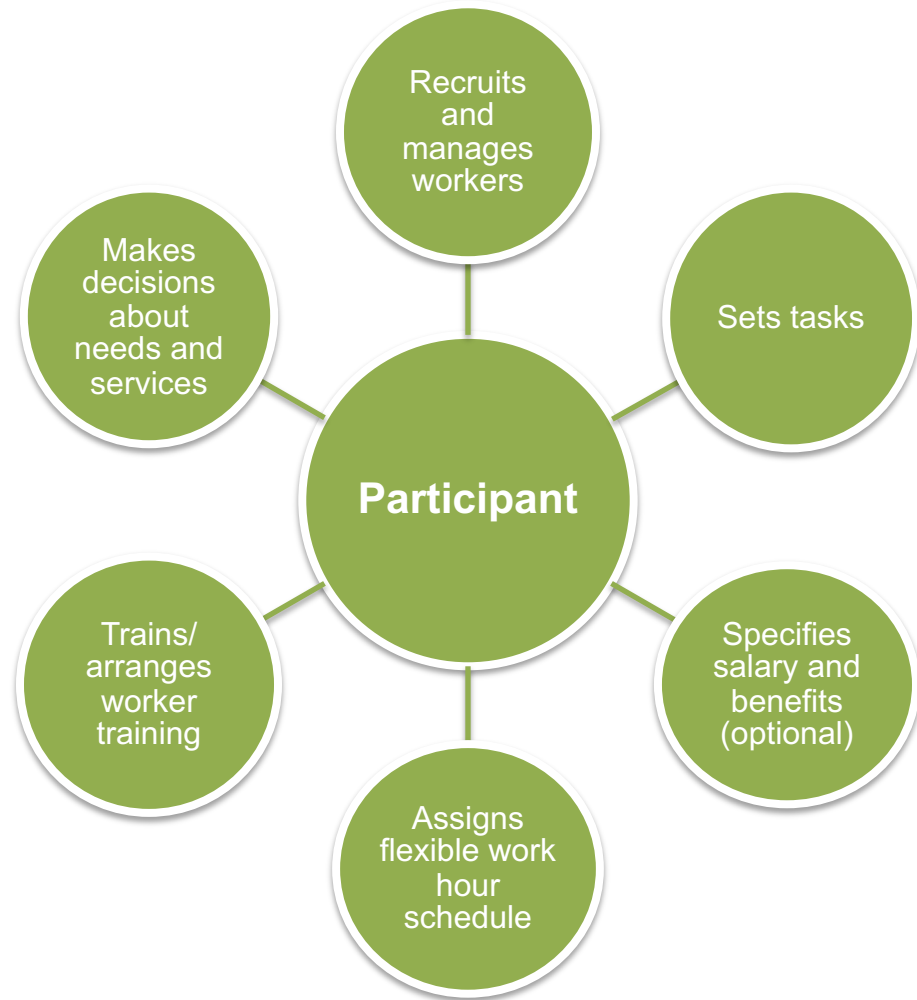 Recruits
and
manages
workers
Sets tasks
Specifies
salary and
benefits
(optional)
Assigns
flexible work
hour
schedule
Trains/
arranges
worker
training
Makes
decisions
about
needs and
services
Participant